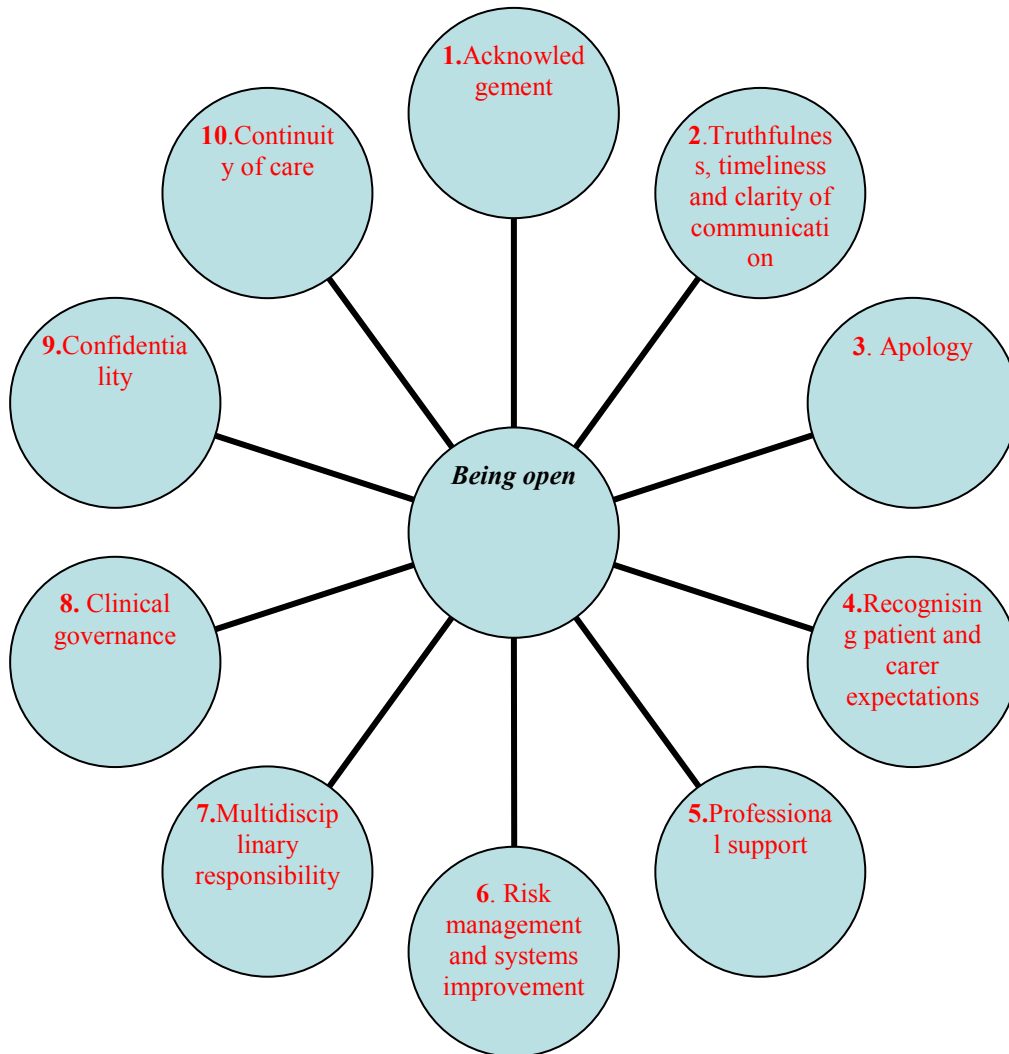 1.Acknowled
gement
2.Truthfulnes
s, timeliness
and clarity of
communicati
on
3. Apology
4.Recognisin
g patient and
carer
expectations
5.Professiona
l support
6. Risk
management
and systems
improvement
7.Multidiscip
linary
responsibility
8. Clinical
governance
9.Confidentia
lity
10.Continuit
y of care
Being open